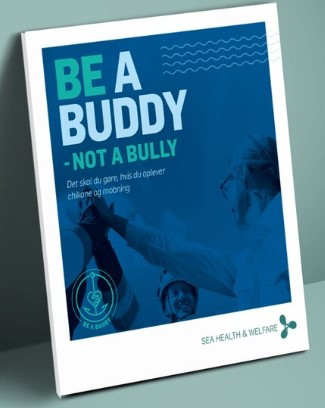 BE A
BUDDY
- NOT A BULLY
Det skal du gøre, hvis du oplever
chikane og mobning
BE A BUDDY
SEA HEALTH & WELFARE